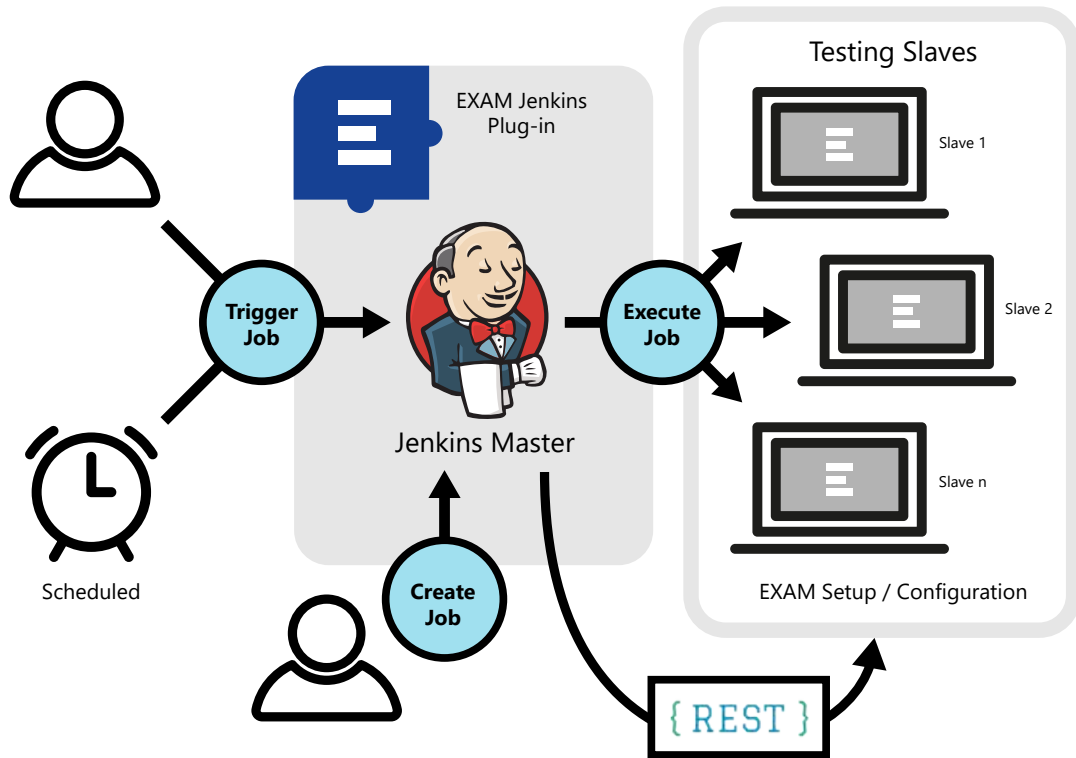 Testing Slaves
EXAM Jenkins
Plug-in
Slave 1
Trigger
Job
Execute
Job
Slave 2
Jenkins Master
Slave n
Scheduled
Create
Job
EXAM Setup / Configuration
{ REST }